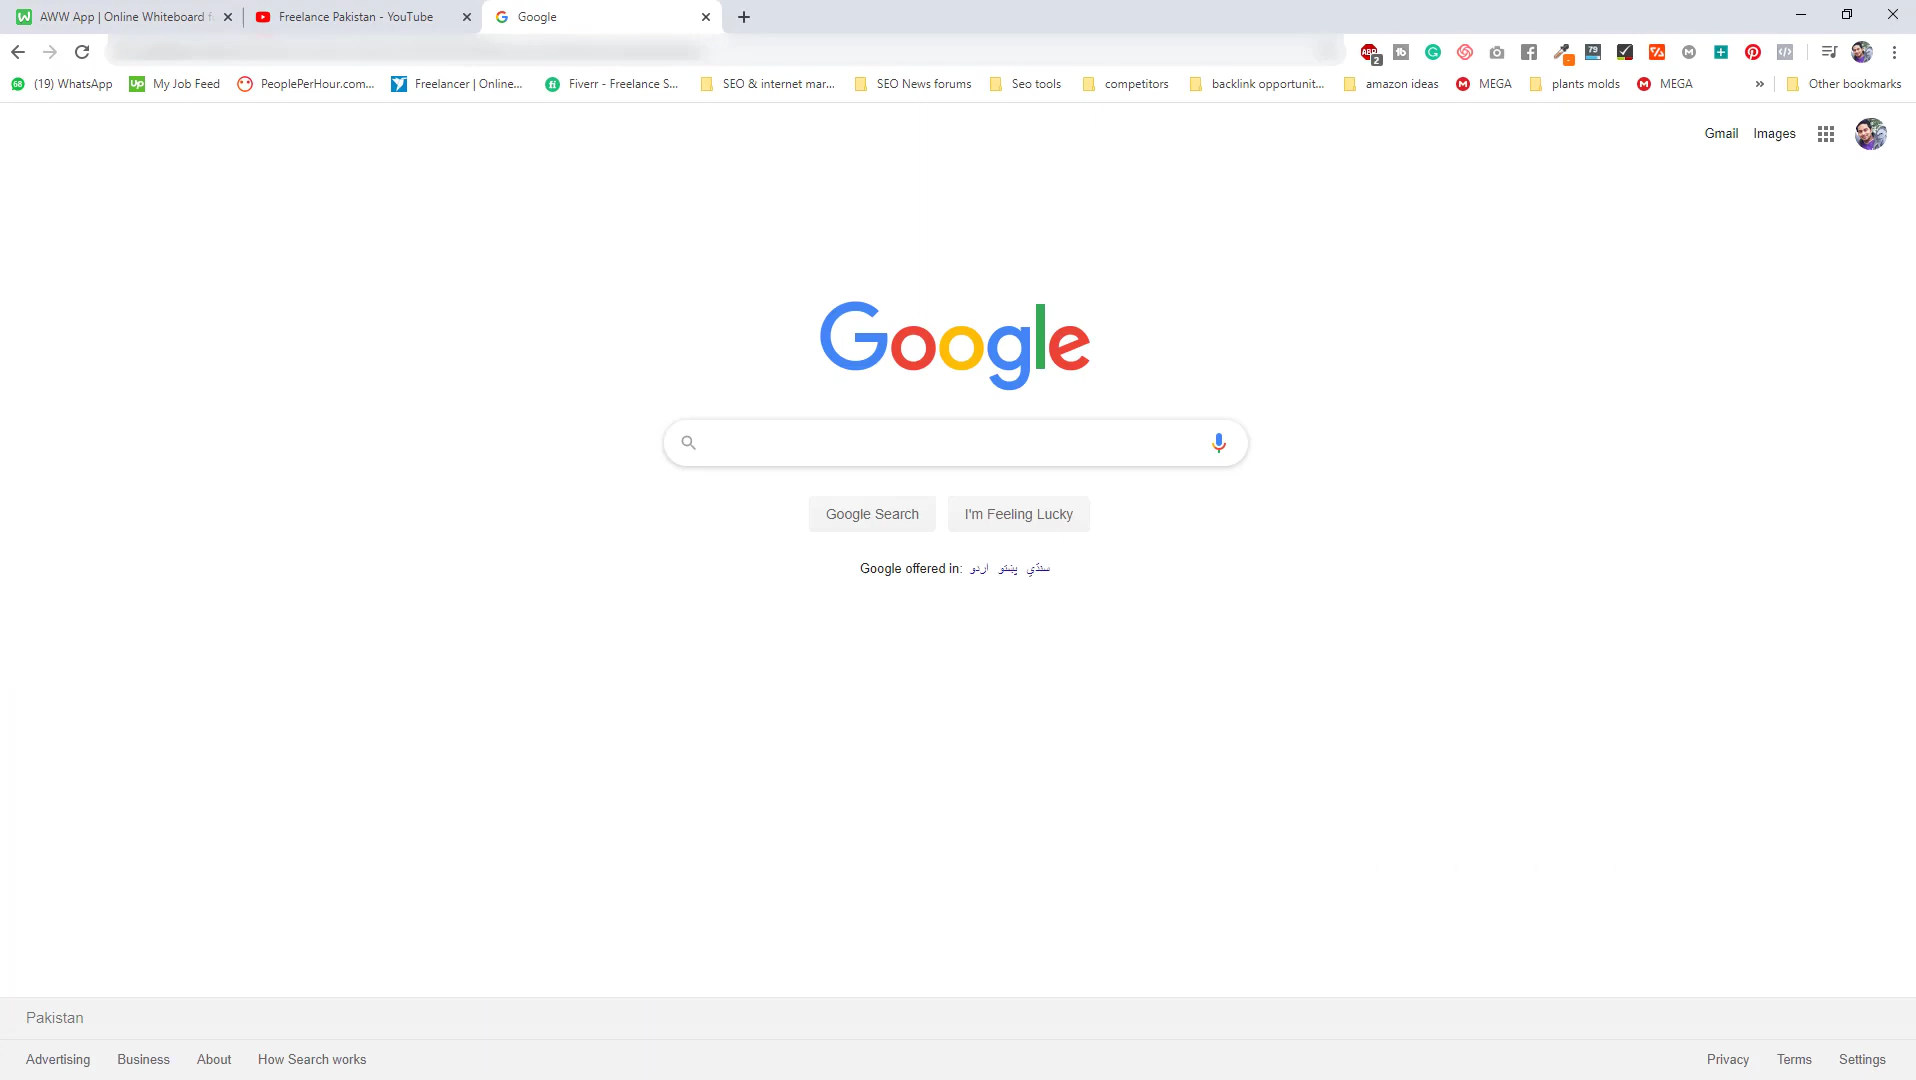 AWW App | Online Whiteboard f
Freelance Pakistan - YouTube
Google
2
79
(19) WhatsApp
My Job Feed
PeoplePerHour.com...
Freelancer | Online...
Fiverr - Freelance S...
SEO & internet mar...
SEO News forums
Seo tools
competitors
backlink opportunit...
amazon ideas
MEGA
plants molds
MEGA
Other bookmarks
Gmail Images
Google
Google Search
I'm Feeling Lucky
Google offered in: اردو پښتو سنڌي
Pakistan
Advertising Business About How Search works
Privacy Terms Settings